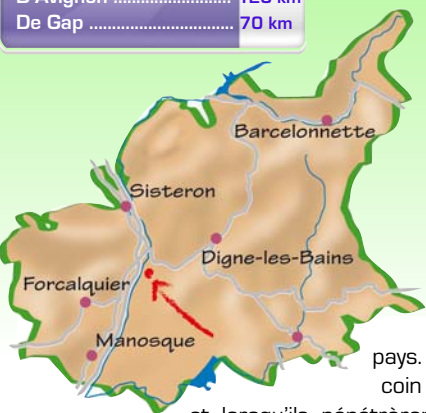 De Gap ................................ 70 km
Barcelonnette
Sisteron
Digne-les-Bains
Forcalquier
Manosque
pays.
coin